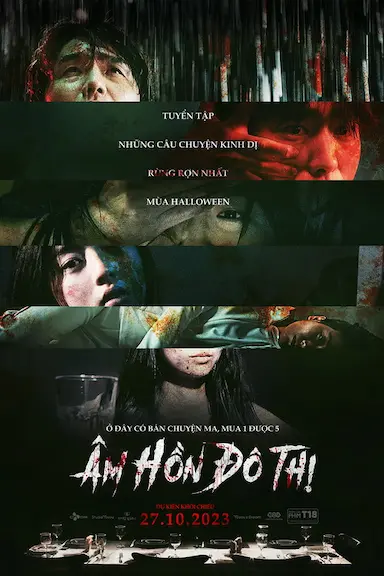 TUYỂN TẬP
NHỮNG CÂU CHUYỆN KINH DỊ
RÙNG RỢN NHẤT
MÙA HALLOWEEN
Ở ĐÂY CÓ BÁN CHUYỆN MA, MUA 1 ĐƯỢC 5
ÂM HỒN ĐÔ THỊ
DỰ KIẾN KHỞI CHIẾU
27.10.2023
PHIM T18